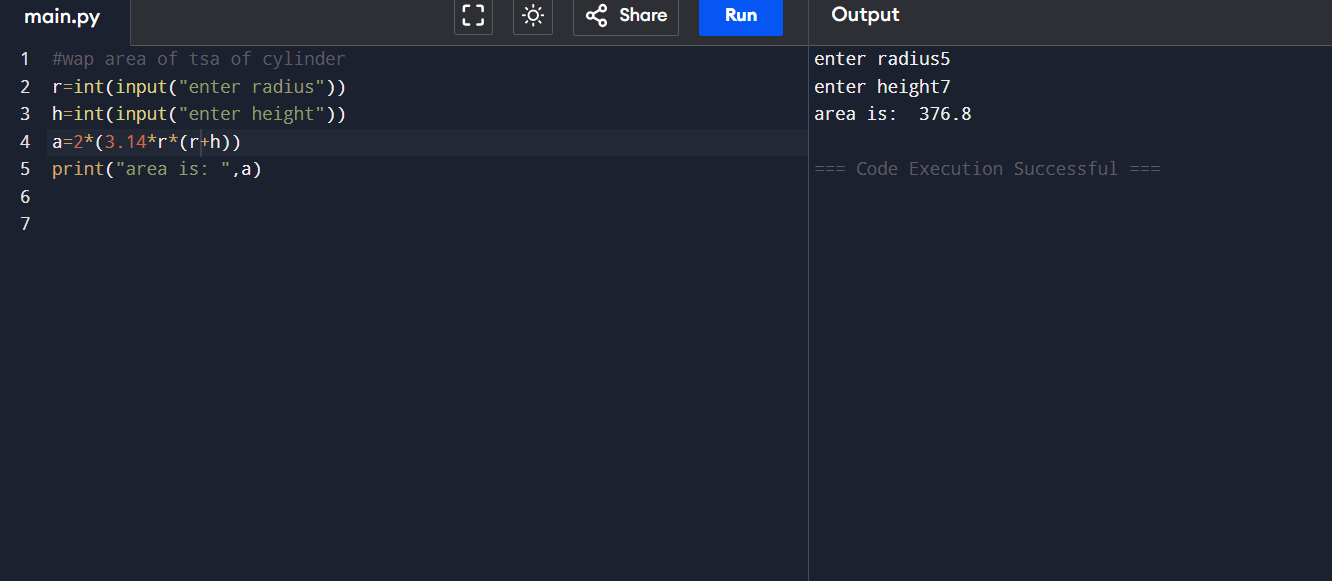 main.py
Share
Run
Output
1 #wap area of tsa of cylinder
2 r=int(input("enter radius"))
3 h=int(input("enter height"))
4 a=2*(3.14*r*(r+h))
5 print("area is: ",a)
6
7
enter radius5
enter height7
area is:  376.8
=== Code Execution Successful ===